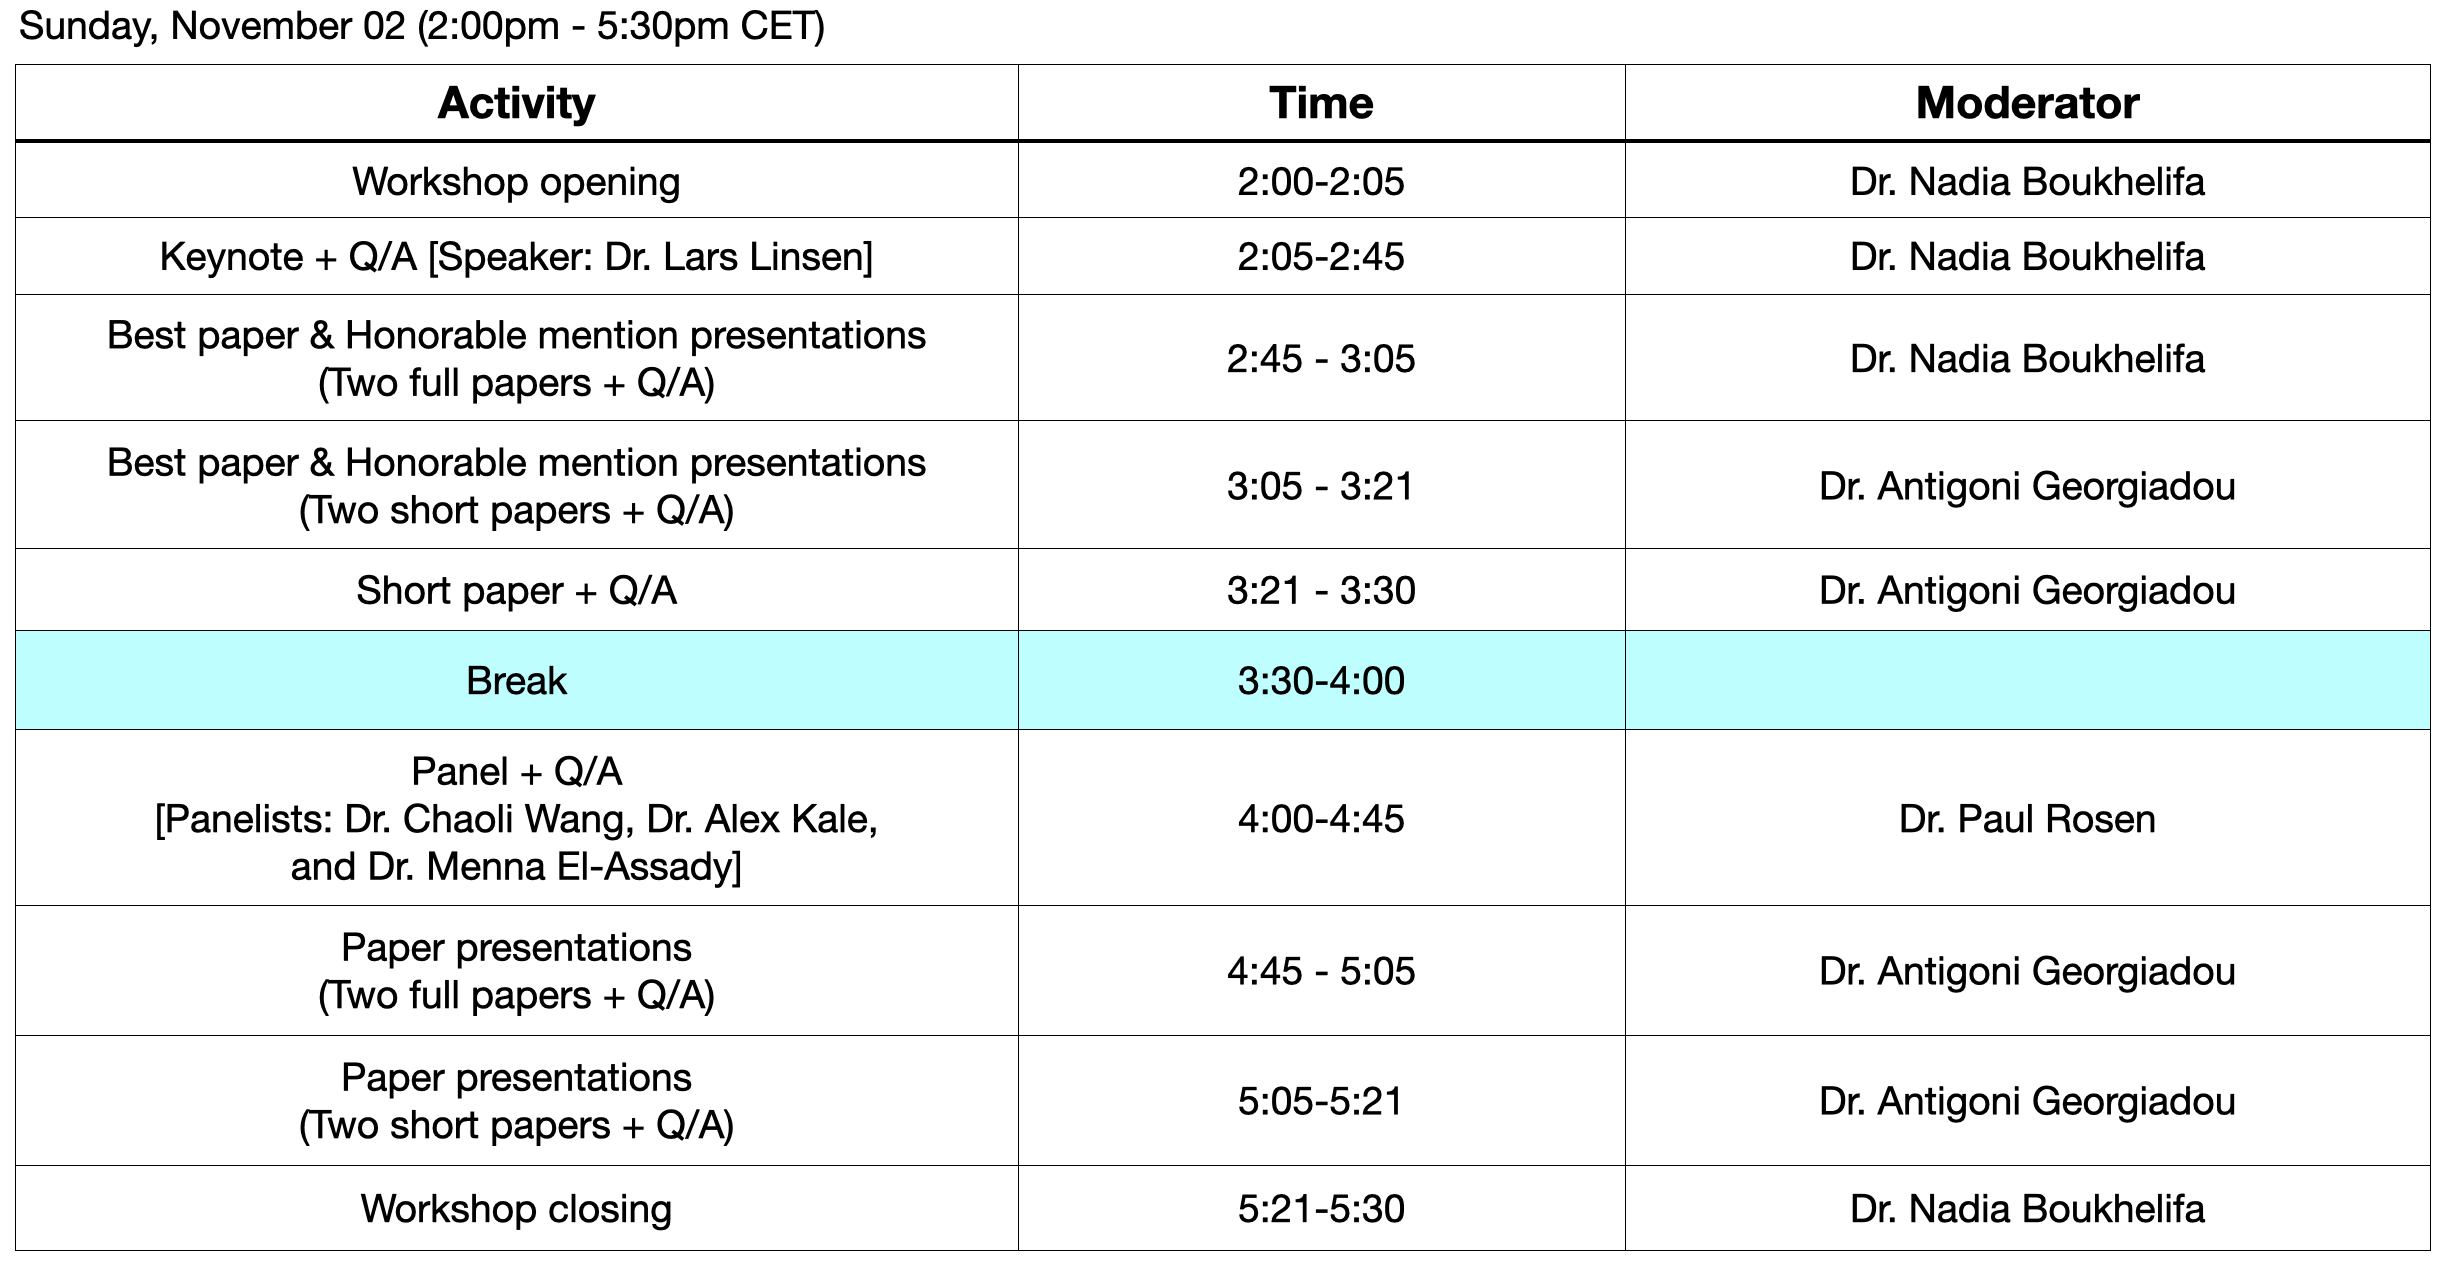 Sunday, November 02 (2:00pm - 5:30pm CET)
Activity Time Moderator
Workshop opening 2:00-2:05 Dr. Nadia Boukhelifa
Keynote + Q/A [Speaker: Dr. Lars Linsen] 2:05-2:45 Dr. Nadia Boukhelifa
Best paper & Honorable mention presentations
(Two full papers + Q/A) 2:45 - 3:05 Dr. Nadia Boukhelifa
Best paper & Honorable mention presentations
(Two short papers + Q/A) 3:05 - 3:21 Dr. Antigoni Georgiadou
Short paper + Q/A 3:21 - 3:30 Dr. Antigoni Georgiadou
Break 3:30-4:00
Panel + Q/A
[Panelists: Dr. Chaoli Wang, Dr. Alex Kale,
and Dr. Menna El-Assady] 4:00-4:45 Dr. Paul Rosen
Paper presentations
(Two full papers + Q/A) 4:45 - 5:05 Dr. Antigoni Georgiadou
Paper presentations
(Two short papers + Q/A) 5:05-5:21 Dr. Antigoni Georgiadou
Workshop closing 5:21-5:30 Dr. Nadia Boukhelifa